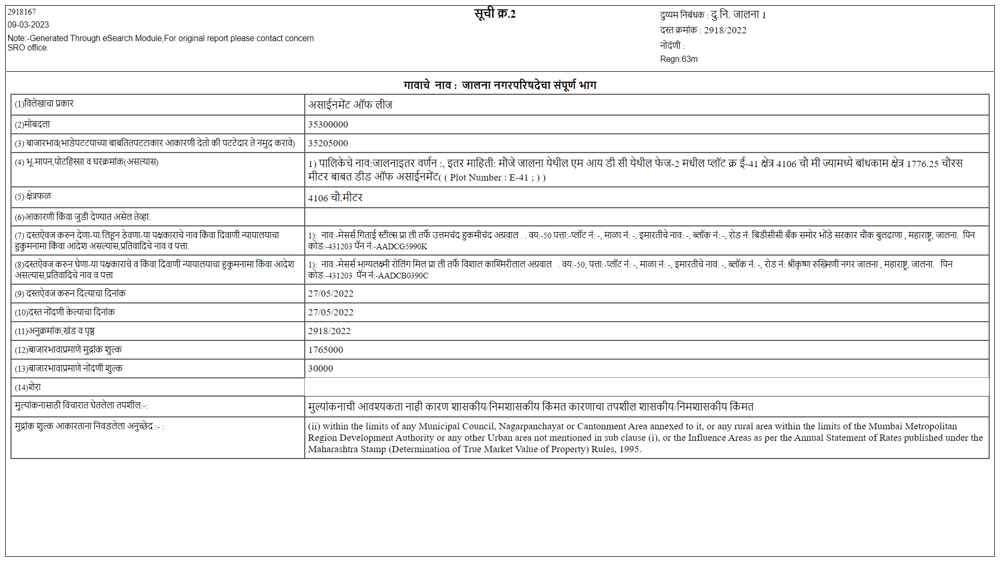 2918167
09-03-2023
Note:-Generated Through eSearch Module,For original report please contact concern
SRO office.
सूची क्र.2
दुय्यम निबंधक : दु.नि. जालना 1
दस्त क्रमांक : 2918/2022
नोदंणी :
Regn:63m
गावाचे नाव : जालना नगरपरिषदेचा संपूर्ण भाग
(1)विलेखाचा प्रकार
असाईनमेंट ऑफ लीज
(2)मोबदला
35300000
(3) बाजारभाव(भाडेपटटयाच्या बाबतितपटटाकार आकारणी देतो की पटटेदार ते नमुद करावे)
35205000
(4) भू-मापन,पोटहिस्सा व घरक्रमांक(असल्यास)
1) पालिकेचे नाव:जालनाइतर वर्णन :, इतर माहिती: मौजे जालना येथील एम आय डी सी येथील फेज-2 मधील प्लॉट क्र ई-41 क्षेत्र 4106 चौ मी ज्यामध्ये बांधकाम क्षेत्र 1776.25 चौरस
मीटर बाबत डीड ऑफ असाईनमेंट( ( Plot Number : E-41 ; ) )
(5) क्षेत्रफळ
4106 चौ.मीटर
(6)आकारणी किंवा जुडी देण्यात असेल तेव्हा.
(7) दस्तऐवज करुन देणा-या/लिहून ठेवणा-या पक्षकाराचे नाव किंवा दिवाणी न्यायालयाचा
हुकुमनामा किंवा आदेश असल्यास,प्रतिवादिचे नाव व पत्ता.
1): नाव:-मेसर्स गिताई स्टील्स प्रा ली तर्फे उत्तमचंद हुकमीचंद अग्रवाल . . वय:-50 पत्ता:-प्लॉट नं: -, माळा नं: -, इमारतीचे नाव: -, ब्लॉक नं: -, रोड नं: बिडीसीसी बँक समोर भोंडे सरकार चौक बुलढाणा , महाराष्ट्र, जालना. पिन
कोड:-431203 पॅन नं:-AADCG5990K
(8)दस्तऐवज करुन घेणा-या पक्षकाराचे व किंवा दिवाणी न्यायालयाचा हुकुमनामा किंवा आदेश
असल्यास,प्रतिवादिचे नाव व पत्ता
1): नाव:-मेसर्स भाग्यलक्ष्मी रोलिंग मिल प्रा ली तर्फे विशाल काश्मिरीलाल अग्रवाल . वय:-50; पत्ता:-प्लॉट नं: -, माळा नं: -, इमारतीचे नाव: -, ब्लॉक नं: -, रोड नं: श्रीकृष्ण रुख्मिणी नगर जालना , महाराष्ट्र, जालना. पिन
कोड:-431203 पॅन नं:-AADCB0390C
(9) दस्तऐवज करुन दिल्याचा दिनांक
27/05/2022
(10)दस्त नोंदणी केल्याचा दिनांक
27/05/2022
(11)अनुक्रमांक,खंड व पृष्ठ
2918/2022
(12)बाजारभावाप्रमाणे मुद्रांक शुल्क
1765000
(13)बाजारभावाप्रमाणे नोंदणी शुल्क
30000
(14)शेरा
मुल्यांकनासाठी विचारात घेतलेला तपशील:-:
मुल्यांकनाची आवश्यकता नाही कारण शासकीय/निमशासकीय किंमत कारणाचा तपशील शासकीय/निमशासकीय किंमत
मुद्रांक शुल्क आकारताना निवडलेला अनुच्छेद :- :
(ii) within the limits of any Municipal Council, Nagarpanchayat or Cantonment Area annexed to it, or any rural area within the limits of the Mumbai Metropolitan
Region Development Authority or any other Urban area not mentioned in sub clause (i), or the Influence Areas as per the Annual Statement of Rates published under the
Maharashtra Stamp (Determination of True Market Value of Property) Rules, 1995.